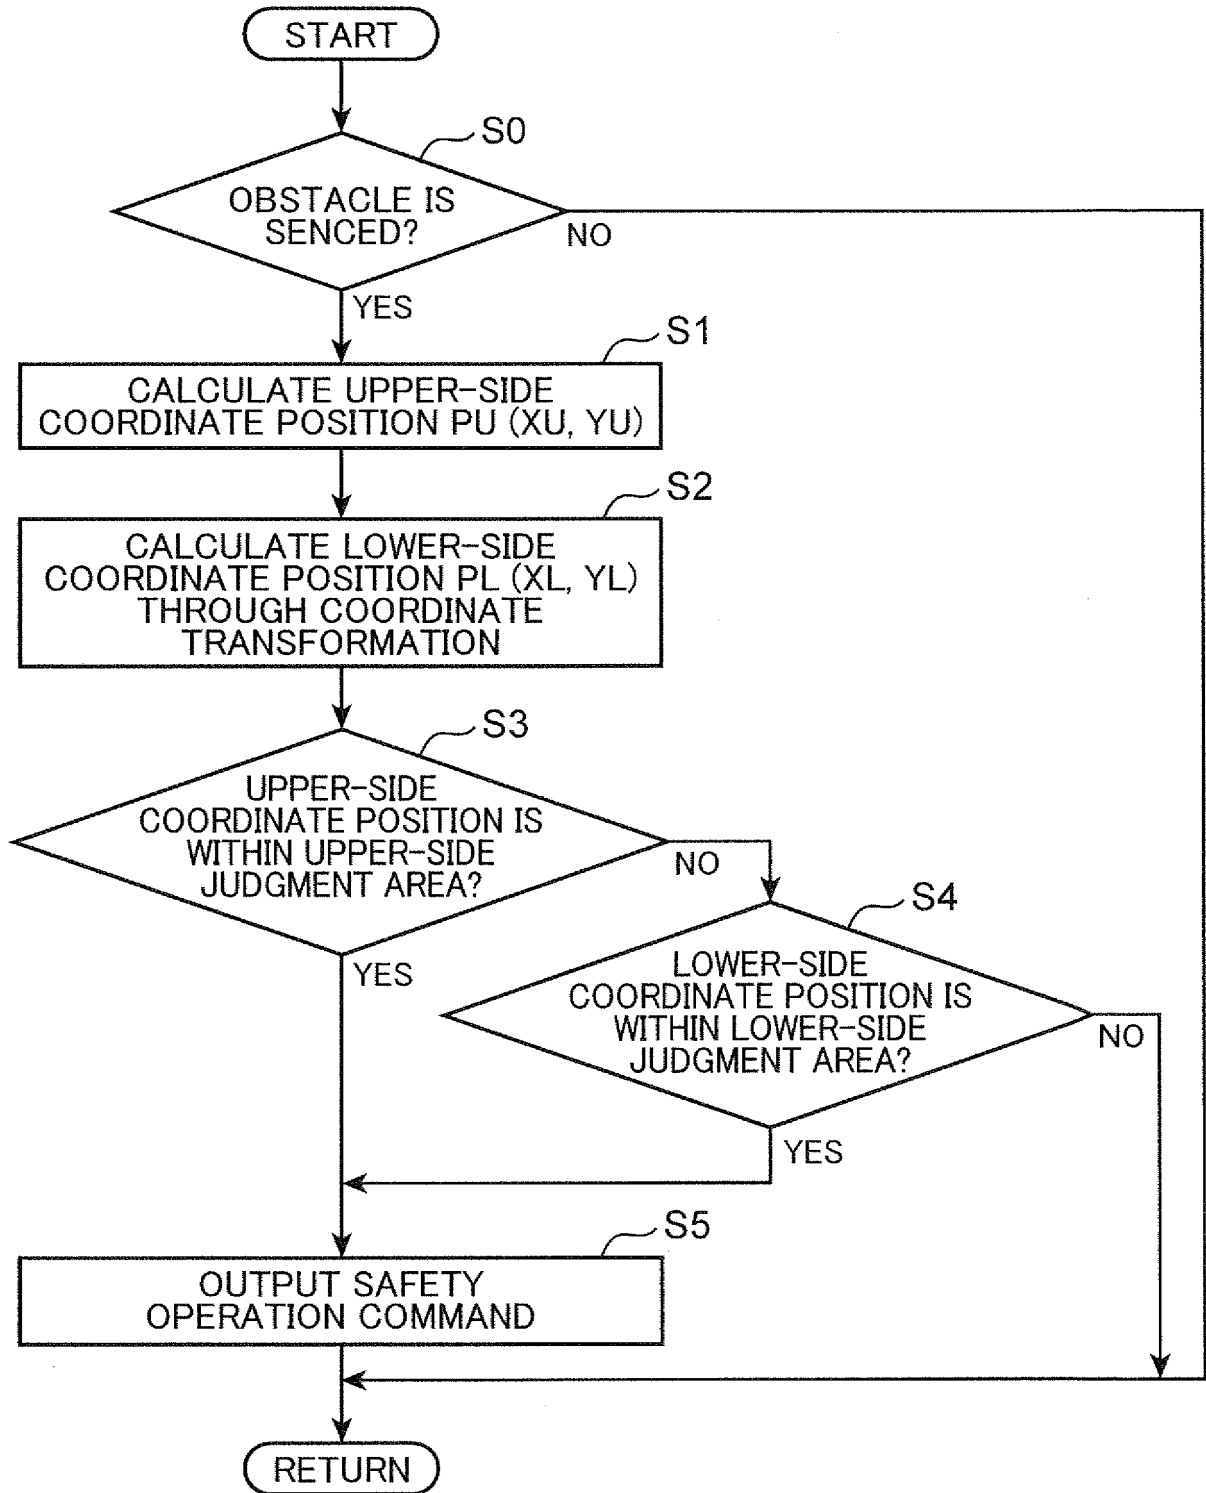 START
S0
OBSTACLE IS
SENCED?
NO
YES
S1
CALCULATE UPPER-SIDE
COORDINATE POSITION PU (XU, YU)
S2
CALCULATE LOWER-SIDE
COORDINATE POSITION PL (XL, YL)
THROUGH COORDINATE
TRANSFORMATION
S3
UPPER-SIDE
COORDINATE POSITION IS
WITHIN UPPER-SIDE
JUDGMENT AREA?
NO
YES
S4
LOWER-SIDE
COORDINATE POSITION IS
WITHIN LOWER-SIDE
JUDGMENT AREA?
NO
YES
S5
OUTPUT SAFETY
OPERATION COMMAND
RETURN